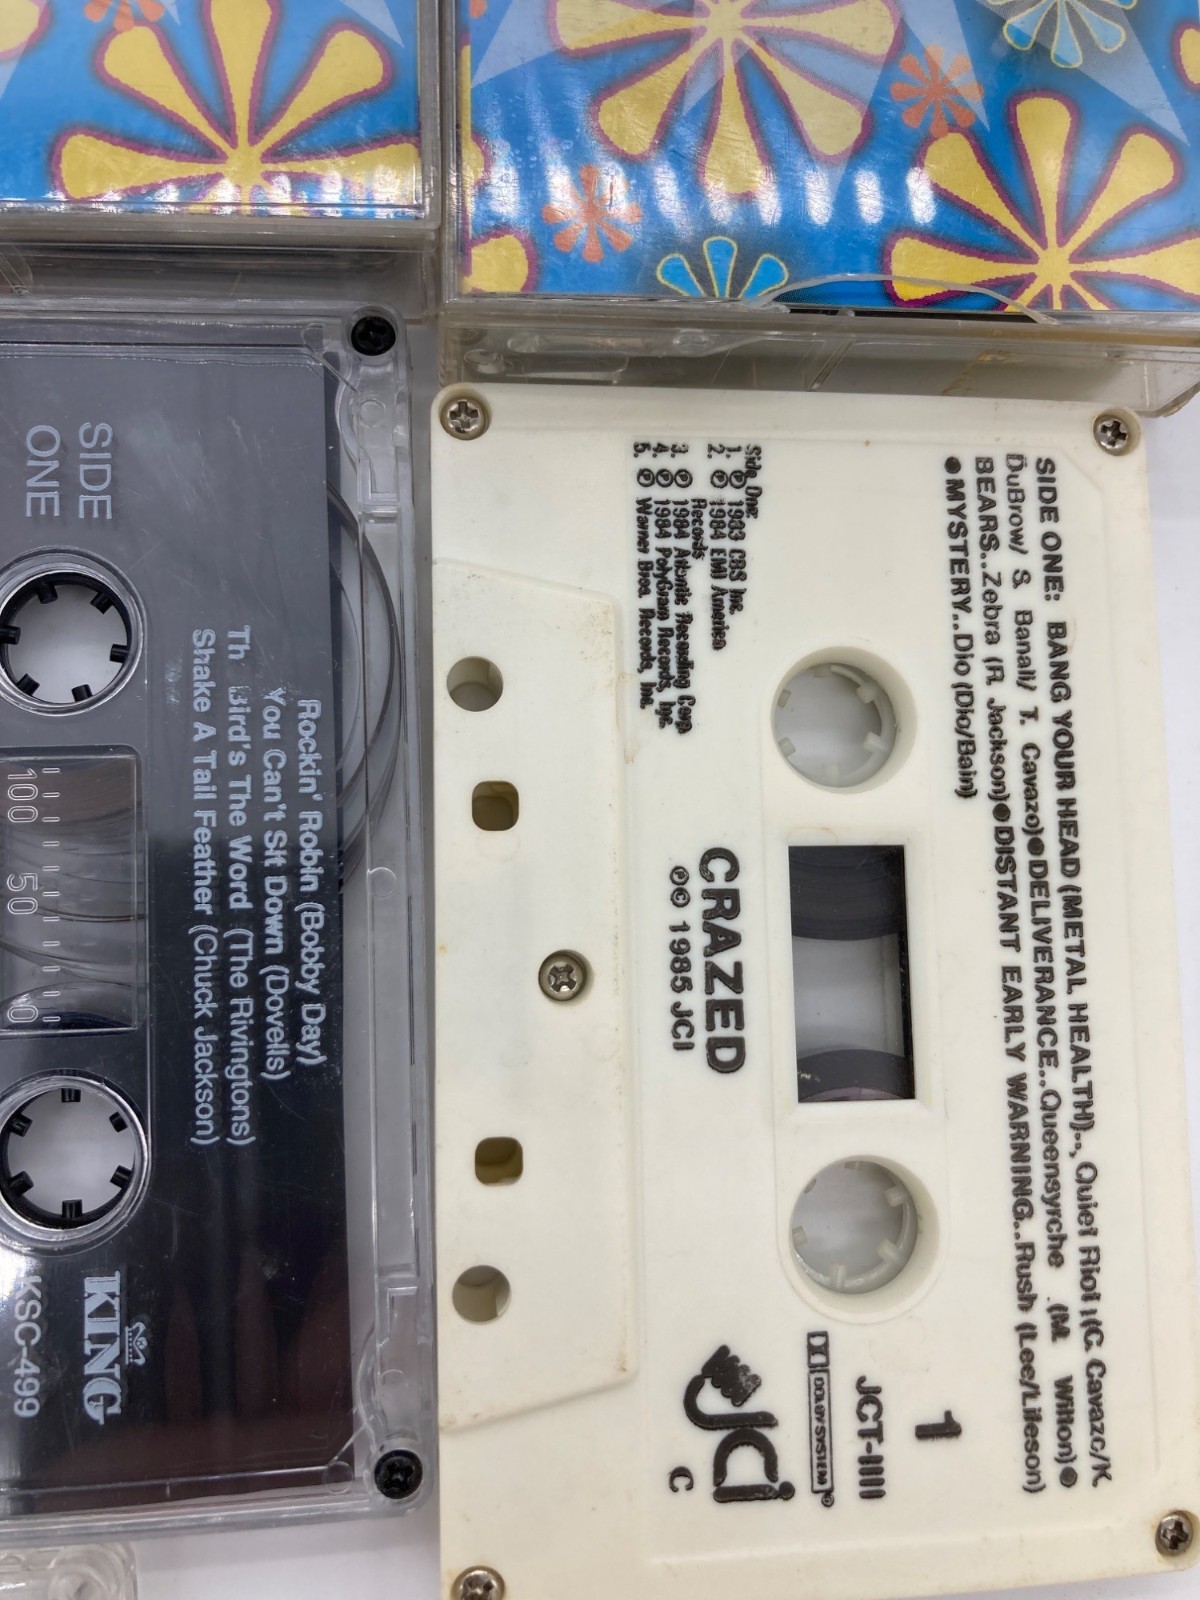 SIDE ONE: BANG YOUR HEAD (METAL HEALTH)--, Quiet Riot (C. Cavazo/K.
DuBrow/ S. Banali/ T. Cavazo)●DELIVERANCE..Queensyrche (M. Wilton)●
BEARS..Zebra (R. Jackson)●DISTANT EARLY WARNING..Rush (Lee/Lifeson)
●MYSTERY..Dio (Dio/Bain)
1
JCT-1111
DOLBY SYSTEM
Side One:
1. ℗ 1983 CBS Inc.
2. ℗ 1984 EMI America
Records
3. ℗ 1984 Atlantic Recording Corp.
4. ℗ 1984 PolyGram Records, Inc.
5. ℗ Warner Bros. Records, Inc.
CRAZED
℗© 1985 JCI
JCi
C
SIDE
ONE
Rockin' Robin (Bobby Day)
You Can't Sit Down (Dovells)
Th Bird's The Word (The Rivingtons)
Shake A Tail Feather (Chuck Jackson)
100 50 0
KING
KSC-499